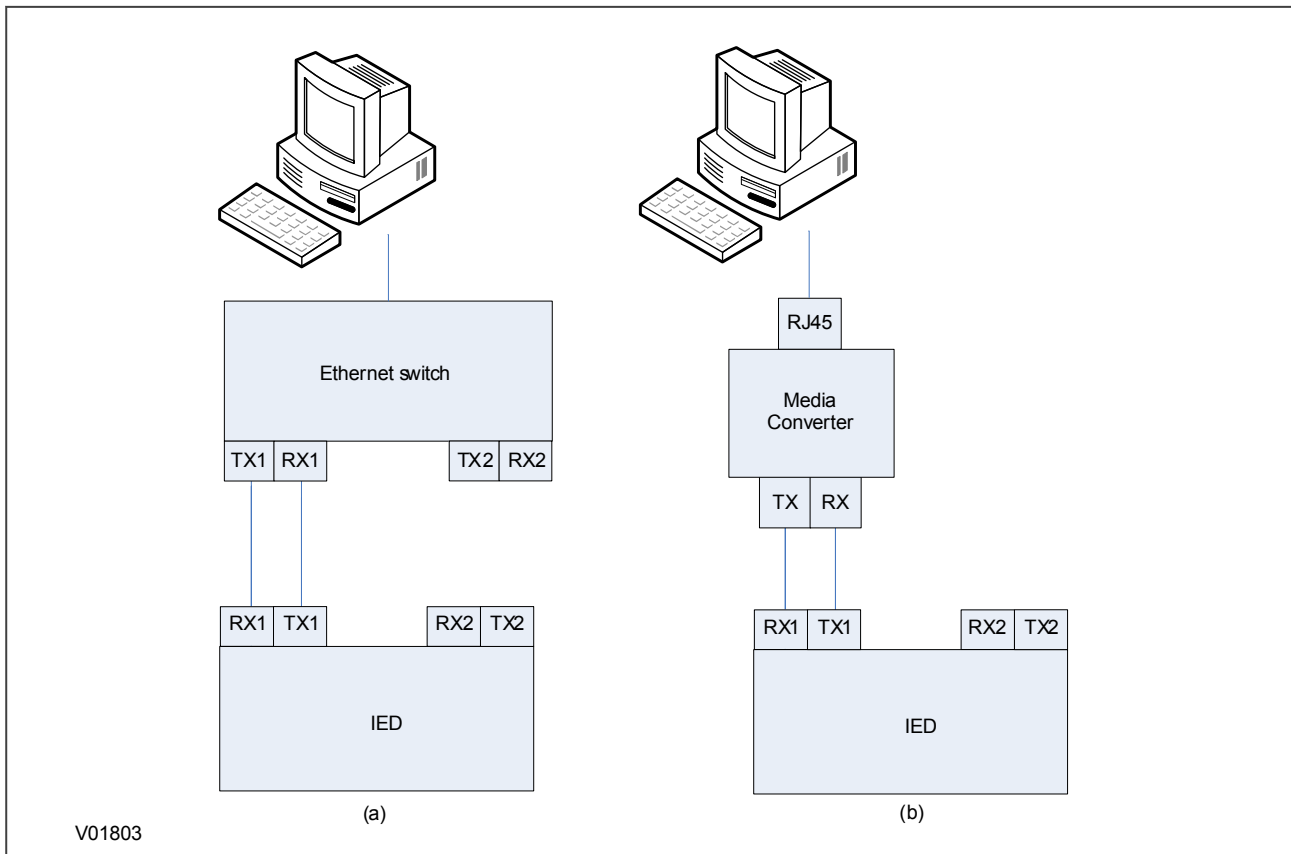 Ethernet switch
TX1 RX1 TX2 RX2
RX1 TX1 RX2 TX2
IED
(a)
RJ45
Media
Converter
TX RX
RX1 TX1 RX2 TX2
IED
(b)
V01803